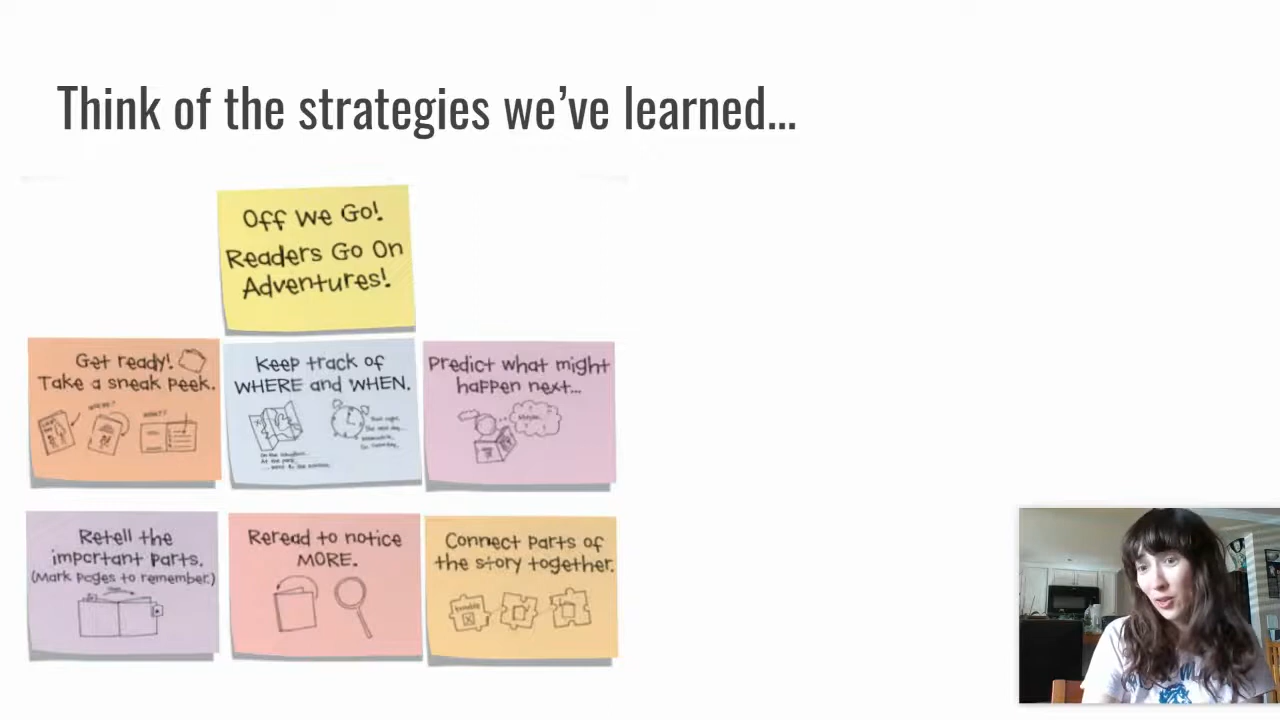 Think of the strategies we've learned...
Off We Go!
Readers Go On
Adventures!
Get ready!
Take a sneak peek.
Keep track of
WHERE and WHEN.
Predict what might
happen next...
Retell the
important parts.
(Mark pages to remember.)
Reread to notice
MORE.
Connect parts of
the story together.